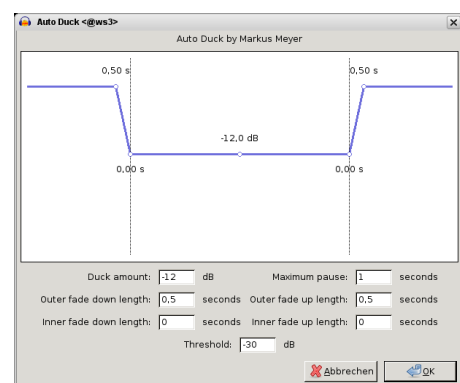 Auto Duck <@ws3>
Auto Duck by Markus Meyer
0,50 s 0,50 s
-12,0 dB
0,00 s 0,00 s
Duck amount: -12 dB Maximum pause: 1 seconds
Outer fade down length: 0,5 seconds Outer fade up length: 0,5 seconds
Inner fade down length: 0 seconds Inner fade up length: 0 seconds
Threshold: -30 dB
Abbrechen OK